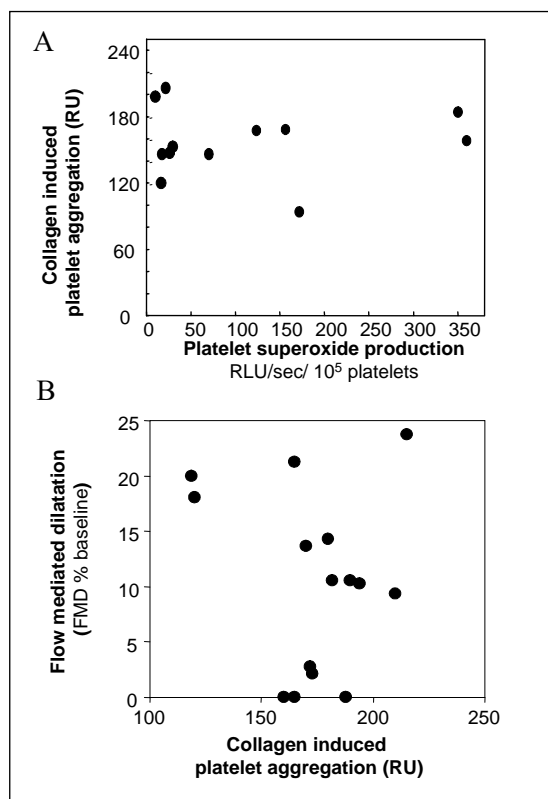 A
Collagen induced
platelet aggregation (RU)
240
180
120
60
0
0 50 100 150 200 250 300 350
Platelet superoxide production
RLU/sec/ 10⁵ platelets
B
Flow mediated dilatation
(FMD % baseline)
25
20
15
10
5
0
100 150 200 250
Collagen induced
platelet aggregation (RU)